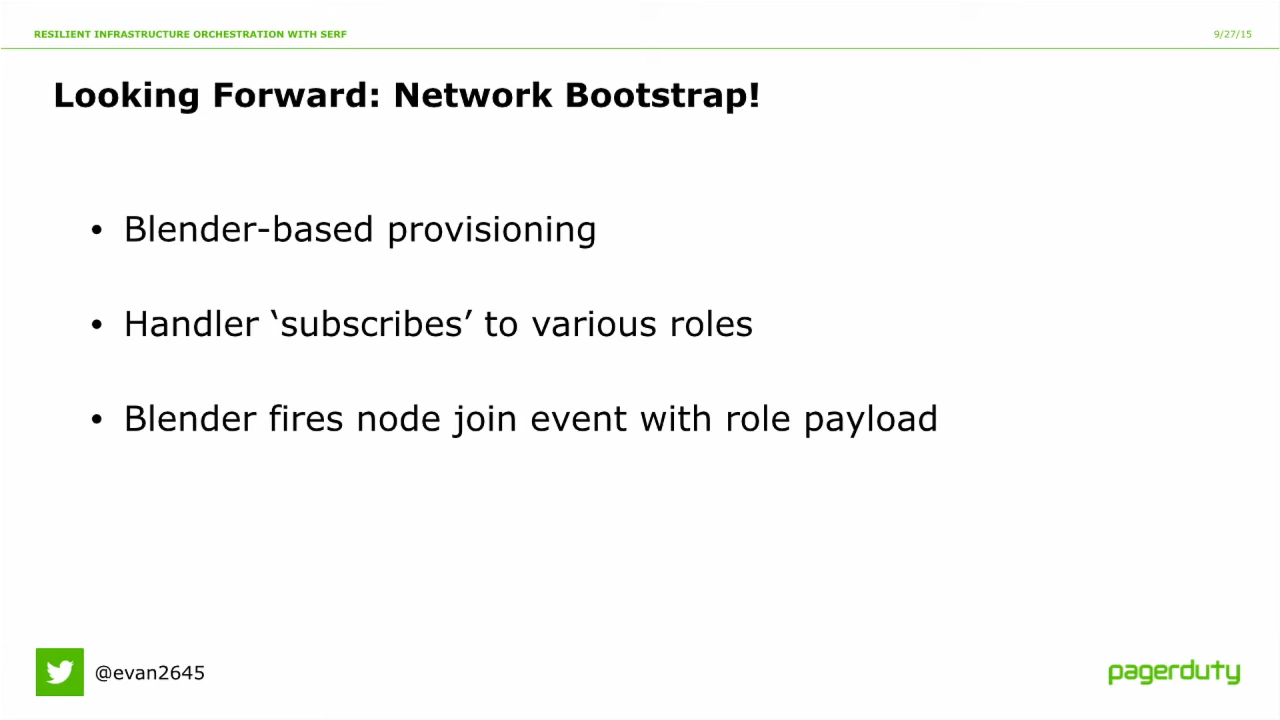 RESILIENT INFRASTRUCTURE ORCHESTRATION WITH SERF
9/27/15
Looking Forward: Network Bootstrap!
• Blender-based provisioning
• Handler ‘subscribes’ to various roles
• Blender fires node join event with role payload
@evan2645
pagerduty